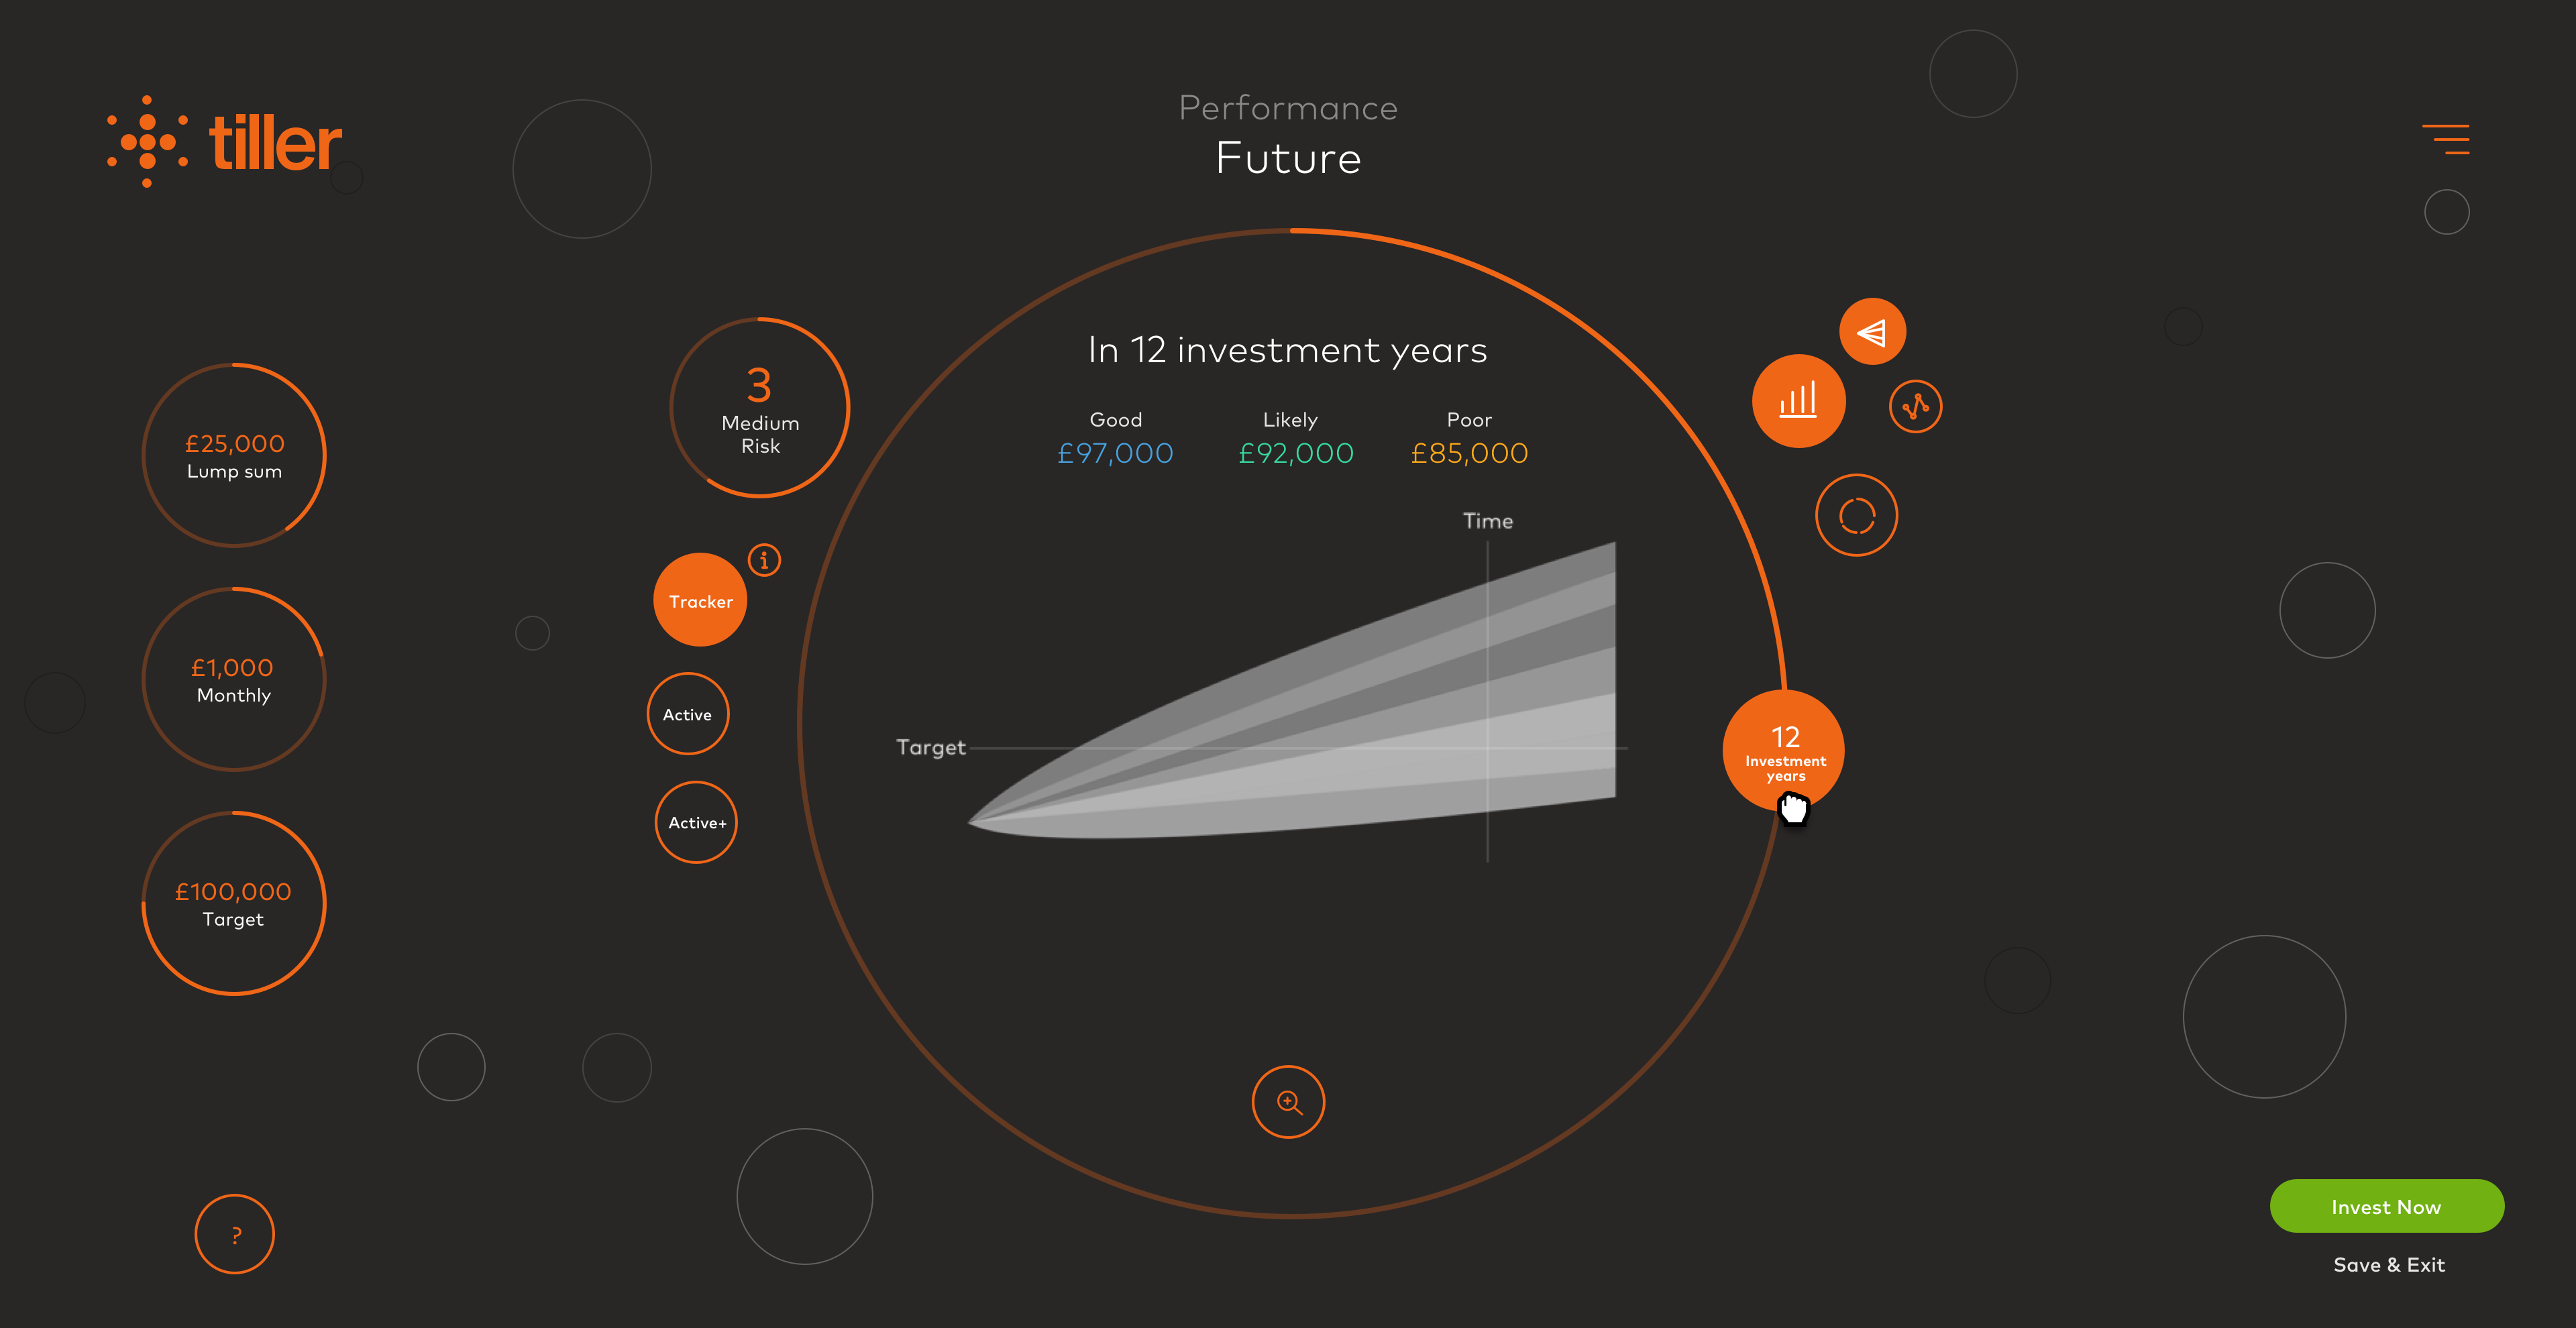 tiller
Performance
Future
£25,000
Lump sum
£1,000
Monthly
£100,000
Target
?
3
Medium
Risk
i
Tracker
Active
Active+
In 12 investment years
Good
Likely
Poor
£97,000
£92,000
£85,000
Time
Target
12
Investment
years
Invest Now
Save & Exit